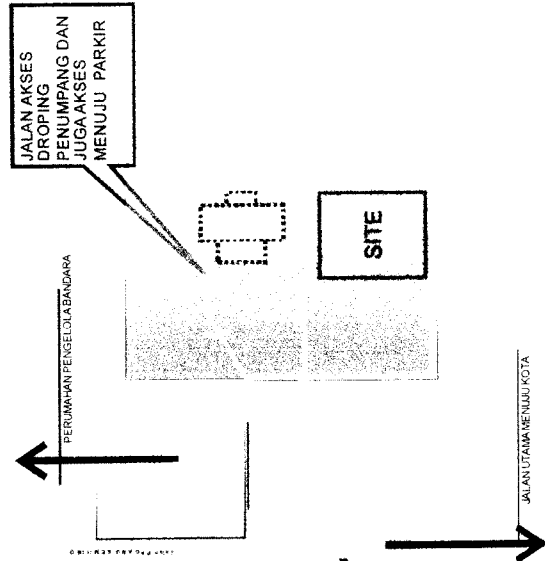 JALAN AKSES
DROPING
PENUMPANG DAN
JUGA AKSES
MENUJU PARKIR
PERUMAHAN PENGELOLA BANDARA
SITE
JALAN UTAMA MENUJU KOTA